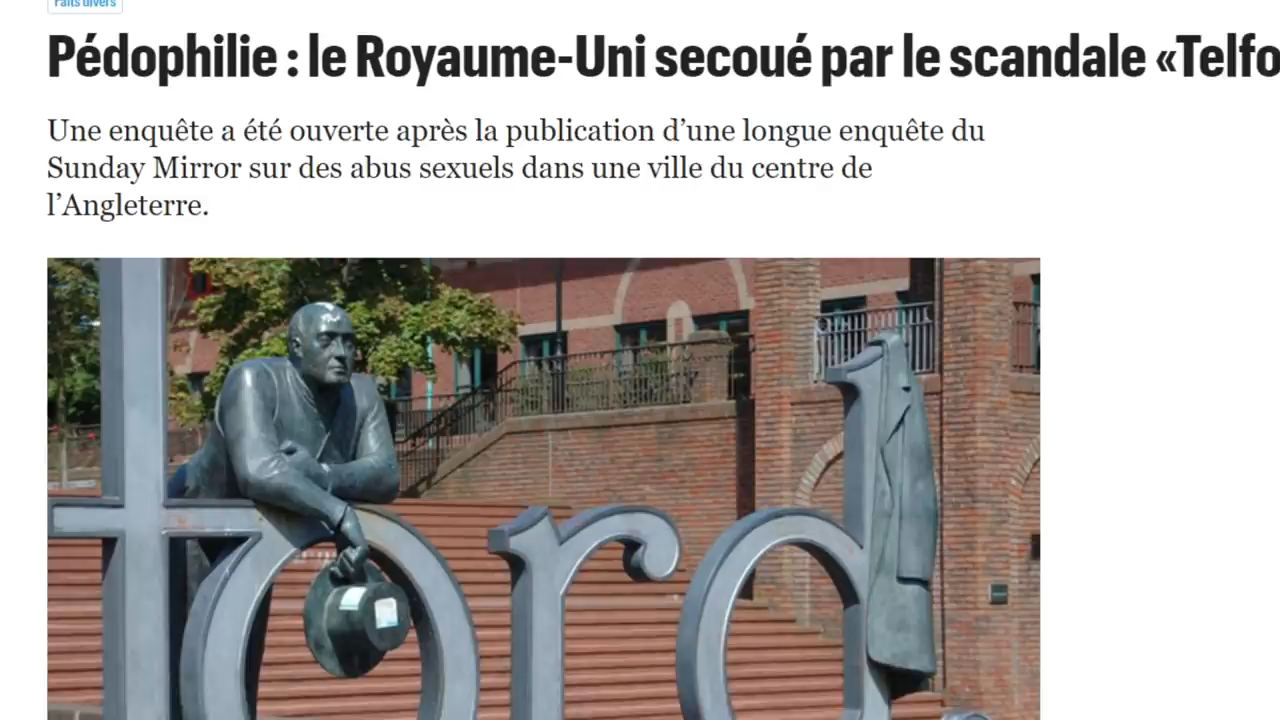 Faits divers
Pédophilie : le Royaume-Uni secoué par le scandale «Telfo
Une enquête a été ouverte après la publication d’une longue enquête du
Sunday Mirror sur des abus sexuels dans une ville du centre de
l’Angleterre.
ford